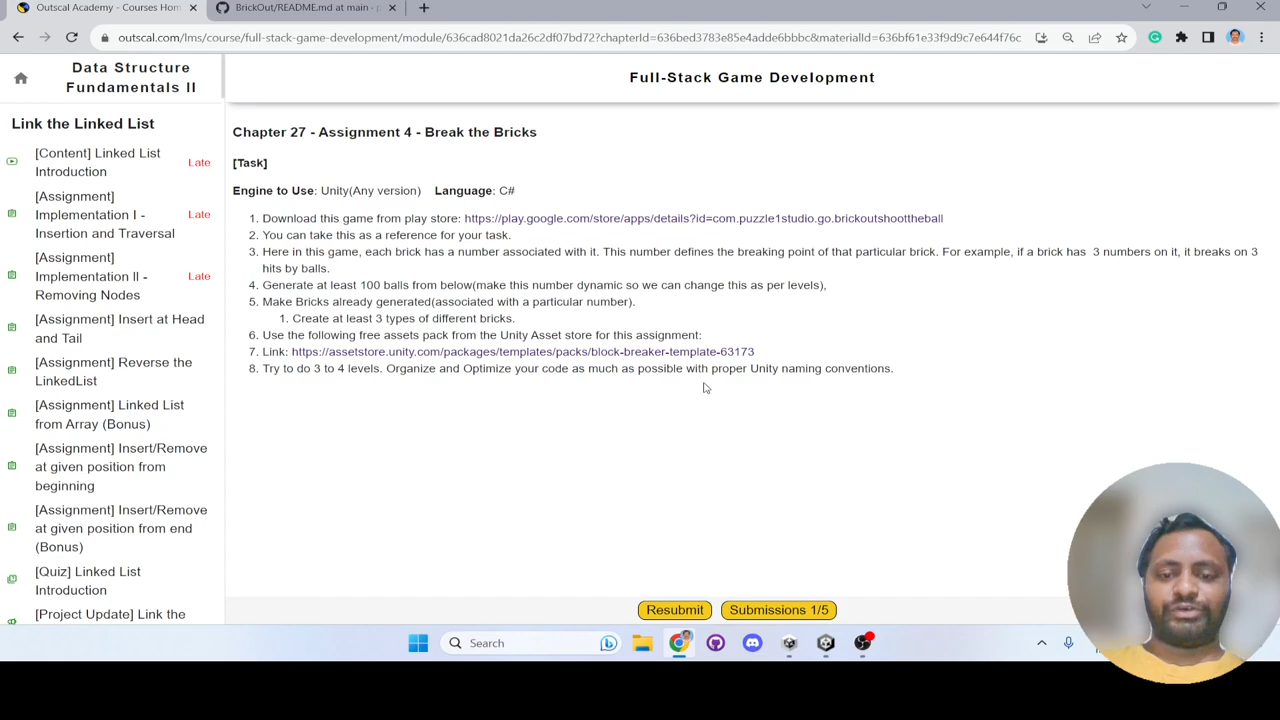 Outscal Academy - Courses Hom
BrickOut/README.md at main
outscal.com/lms/course/full-stack-game-development/module/636cad8021da26c2df07bd72?chapterId=636bed3783e85e4adde6bbbc&materialId=636bf61e33f9d9c7e644f76c
Data Structure
Fundamentals II
Full-Stack Game Development
Link the Linked List
[Content] Linked List
Introduction
Late
[Assignment]
Implementation I -
Insertion and Traversal
Late
[Assignment]
Implementation II -
Removing Nodes
Late
[Assignment] Insert at Head
and Tail
[Assignment] Reverse the
LinkedList
[Assignment] Linked List
from Array (Bonus)
[Assignment] Insert/Remove
at given position from
beginning
[Assignment] Insert/Remove
at given position from end
(Bonus)
[Quiz] Linked List
Introduction
[Project Update] Link the
Chapter 27 - Assignment 4 - Break the Bricks
[Task]
Engine to Use: Unity(Any version) Language: C#
1. Download this game from play store: https://play.google.com/store/apps/details?id=com.puzzle1studio.go.brickoutshoottheball
2. You can take this as a reference for your task.
3. Here in this game, each brick has a number associated with it. This number defines the breaking point of that particular brick. For example, if a brick has 3 numbers on it, it breaks on 3
hits by balls.
4. Generate at least 100 balls from below(make this number dynamic so we can change this as per levels),
5. Make Bricks already generated(associated with a particular number).
1. Create at least 3 types of different bricks.
6. Use the following free assets pack from the Unity Asset store for this assignment:
7. Link: https://assetstore.unity.com/packages/templates/packs/block-breaker-template-63173
8. Try to do 3 to 4 levels. Organize and Optimize your code as much as possible with proper Unity naming conventions.
Resubmit
Submissions 1/5
Search